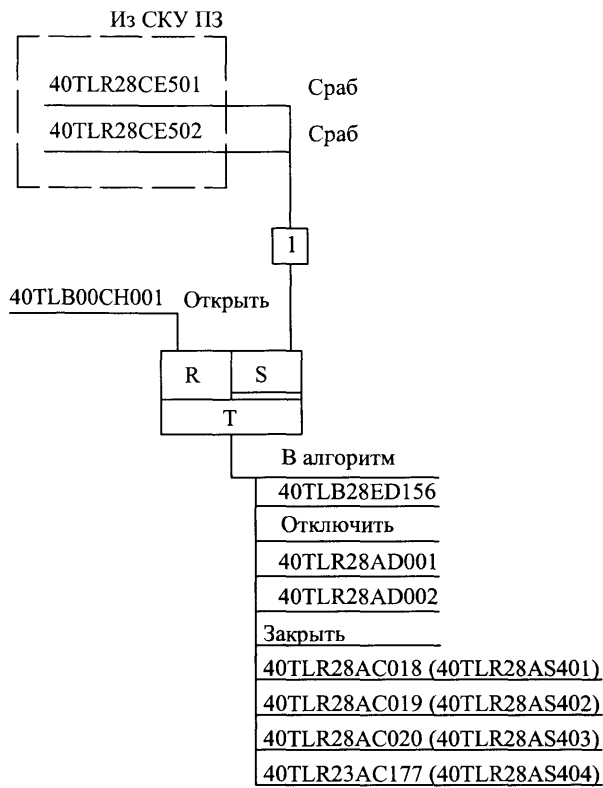 Из СКУ ПЗ
40TLR28CE501 Сраб
40TLR28CE502 Сраб
1
40TLB00CH001 Открыть
R S
T
В алгоритм
40TLB28ED156
Отключить
40TLR28AD001
40TLR28AD002
Закрыть
40TLR28AC018 (40TLR28AS401)
40TLR28AC019 (40TLR28AS402)
40TLR28AC020 (40TLR28AS403)
40TLR23AC177 (40TLR28AS404)